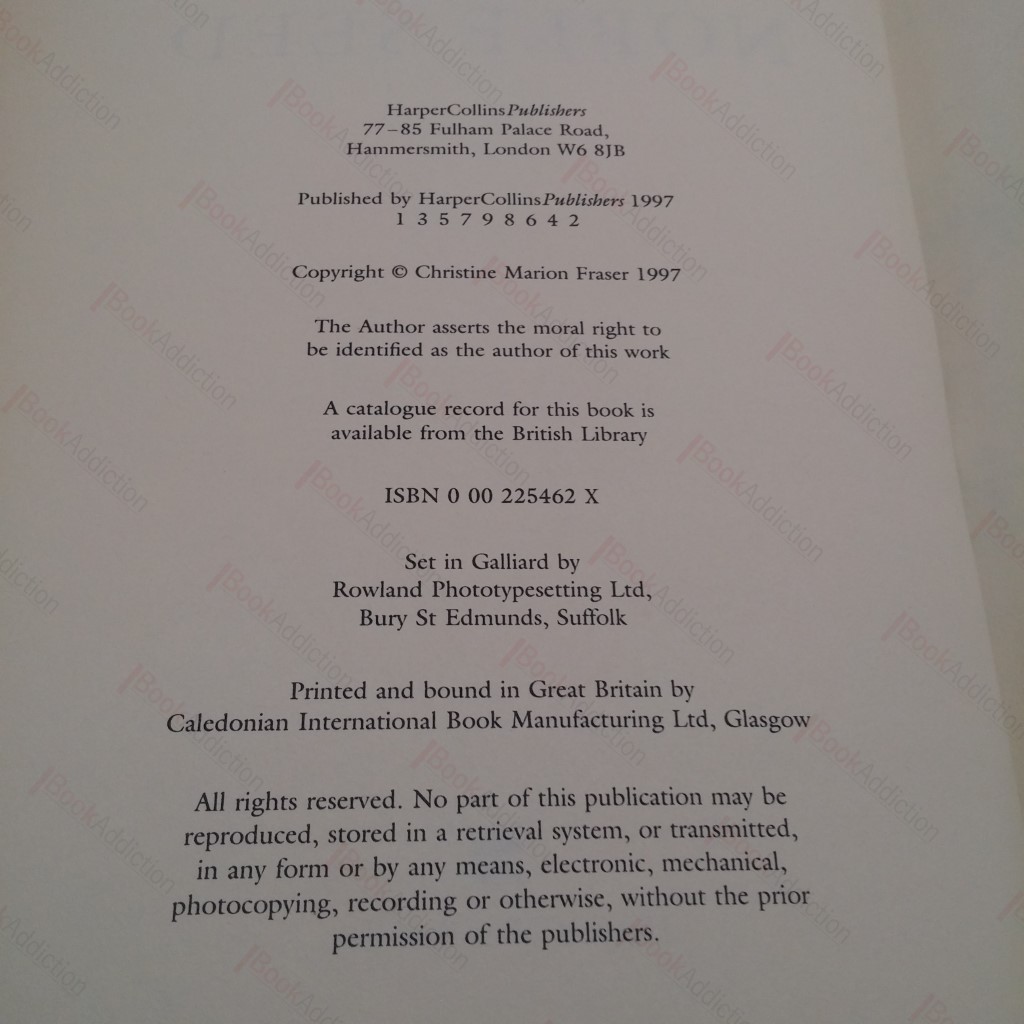 HarperCollinsPublishers
77–85 Fulham Palace Road,
Hammersmith, London W6 8JB
Published by HarperCollinsPublishers 1997
1 3 5 7 9 8 6 4 2
Copyright © Christine Marion Fraser 1997
The Author asserts the moral right to
be identified as the author of this work
A catalogue record for this book is
available from the British Library
ISBN 0 00 225462 X
Set in Galliard by
Rowland Phototypesetting Ltd,
Bury St Edmunds, Suffolk
Printed and bound in Great Britain by
Caledonian International Book Manufacturing Ltd, Glasgow
All rights reserved. No part of this publication may be
reproduced, stored in a retrieval system, or transmitted,
in any form or by any means, electronic, mechanical,
photocopying, recording or otherwise, without the prior
permission of the publishers.
BookAddiction